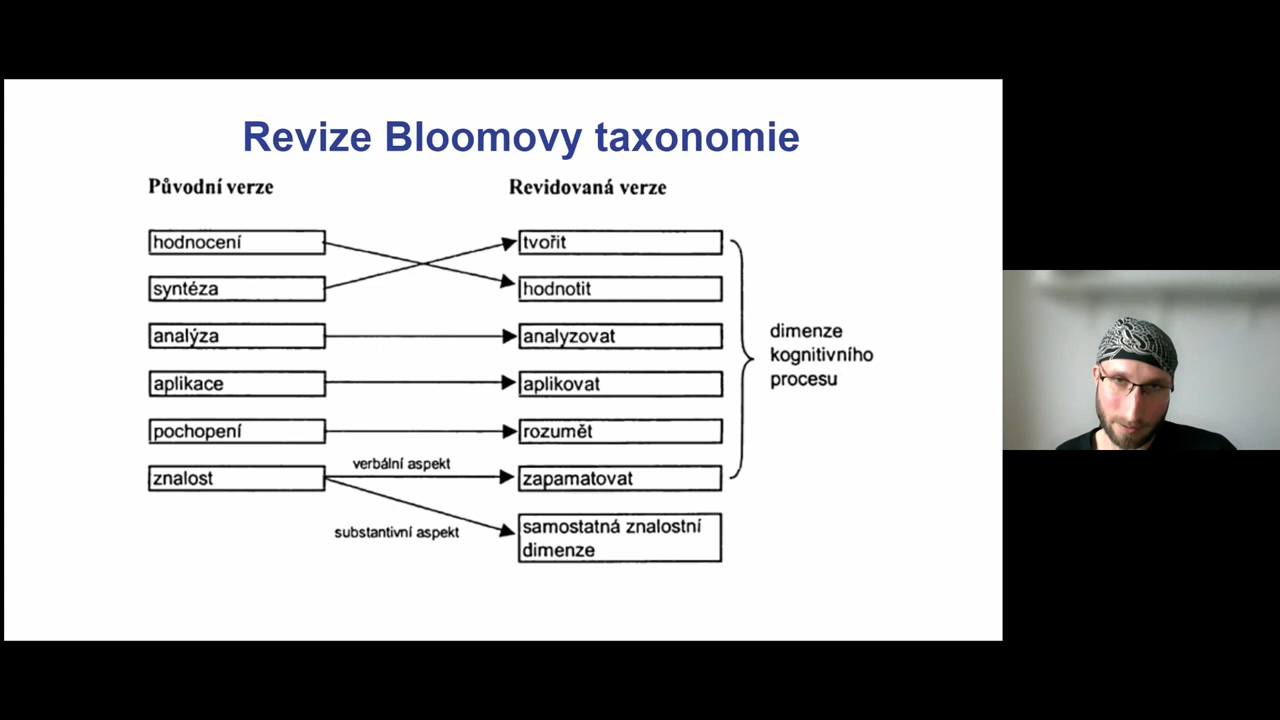 Revize Bloomovy taxonomie
Původní verze
Revidovaná verze
hodnocení
tvořit
syntéza
hodnotit
analýza
analyzovat
aplikace
aplikovat
pochopení
rozumět
znalost
verbální aspekt
zapamatovat
substantivní aspekt
samostatná znalostní
dimenze
dimenze
kognitivního
procesu